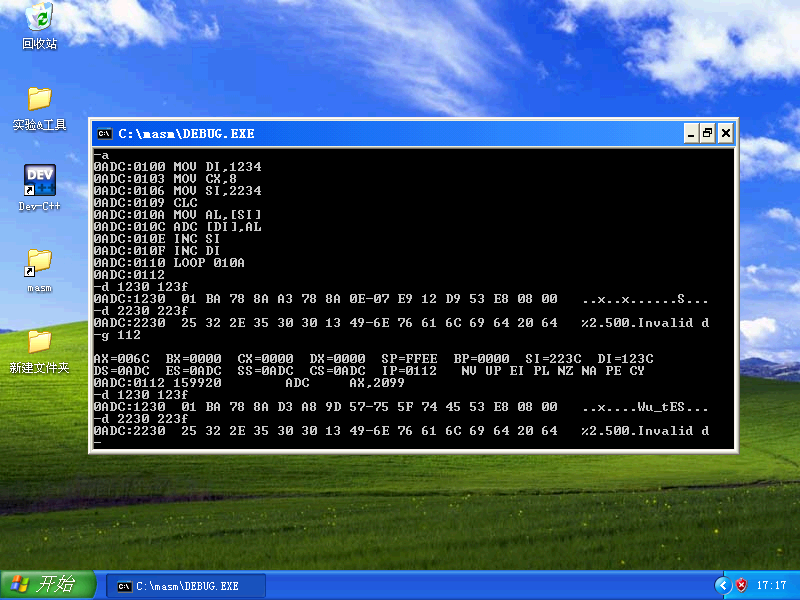 回收站
实验&工具
Dev-C++
masm
新建文件夹
C:\masm\DEBUG.EXE
-a
0ADC:0100 MOV DI,1234
0ADC:0103 MOV CX,8
0ADC:0106 MOV SI,2234
0ADC:0109 CLC
0ADC:010A MOV AL,[SI]
0ADC:010C ADC [DI],AL
0ADC:010E INC SI
0ADC:010F INC DI
0ADC:0110 LOOP 010A
0ADC:0112
-d 1230 123f
0ADC:1230  01 BA 78 8A A3 78 8A 0E-07 E9 12 D9 53 E8 08 00   ..x..x......S...
-d 2230 223f
0ADC:2230  25 32 2E 35 30 30 13 49-6E 76 61 6C 69 64 20 64   %2.500.Invalid d
-g 112
AX=006C  BX=0000  CX=0000  DX=0000  SP=FFEE  BP=0000  SI=223C  DI=123C
DS=0ADC  ES=0ADC  SS=0ADC  CS=0ADC  IP=0112   NV UP EI PL NZ NA PE CY
0ADC:0112 159920        ADC     AX,2099
-d 1230 123f
0ADC:1230  01 BA 78 8A D3 A8 9D 57-75 5F 74 45 53 E8 08 00   ..x....Wu_tES...
-d 2230 223f
0ADC:2230  25 32 2E 35 30 30 13 49-6E 76 61 6C 69 64 20 64   %2.500.Invalid d
-
开始
C:\masm\DEBUG.EXE
17:17